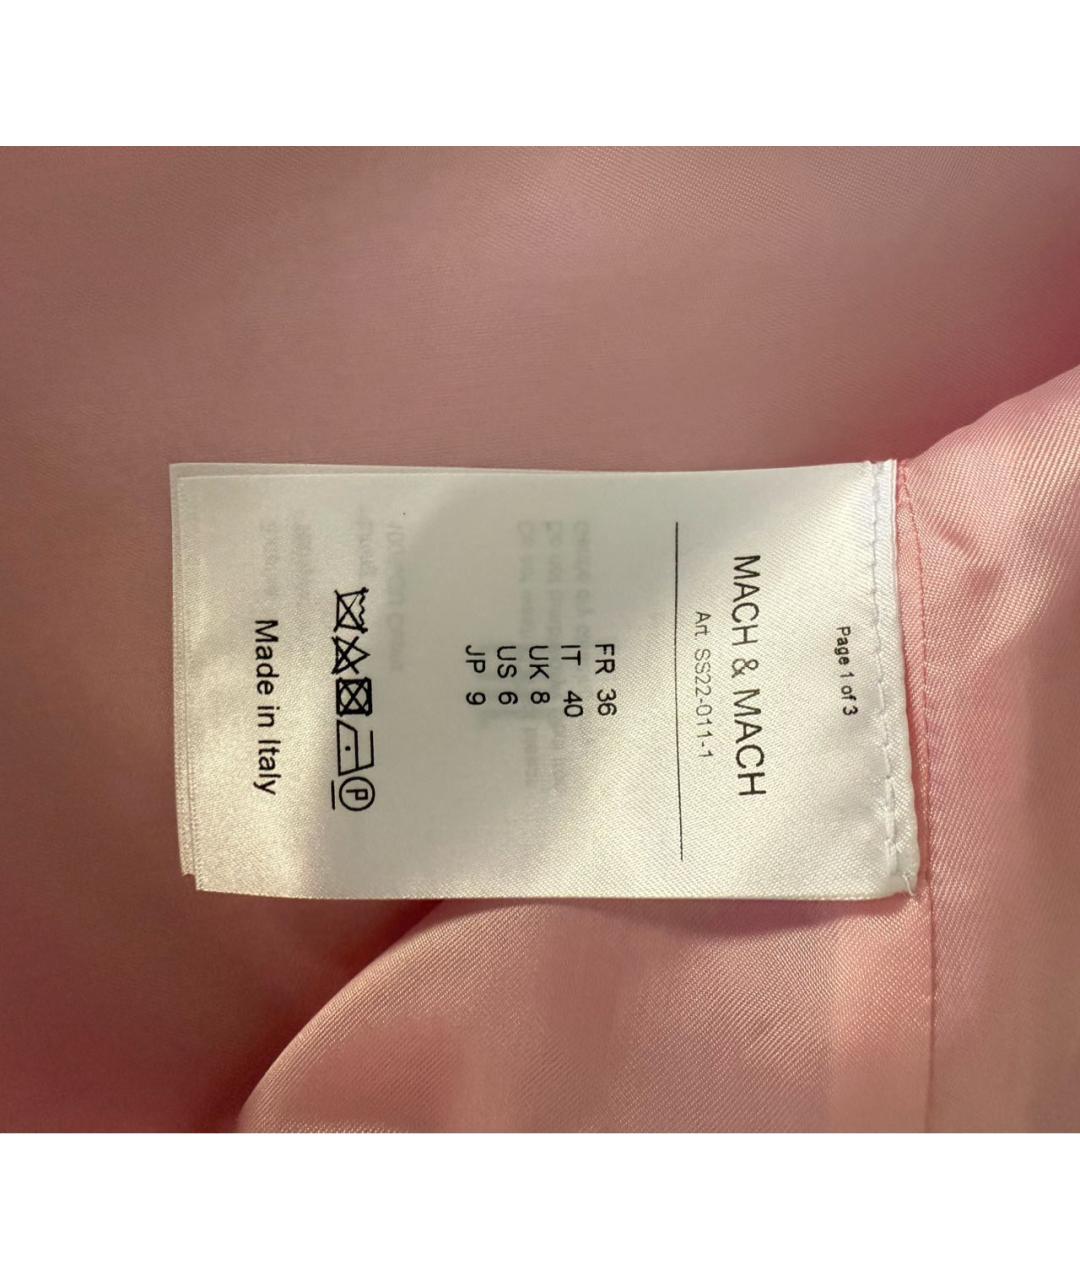 Page 1 of 3
MACH & MACH
Art. SS22-011-1
FR 36
IT 40
UK 8
US 6
JP 9
P
Made in Italy